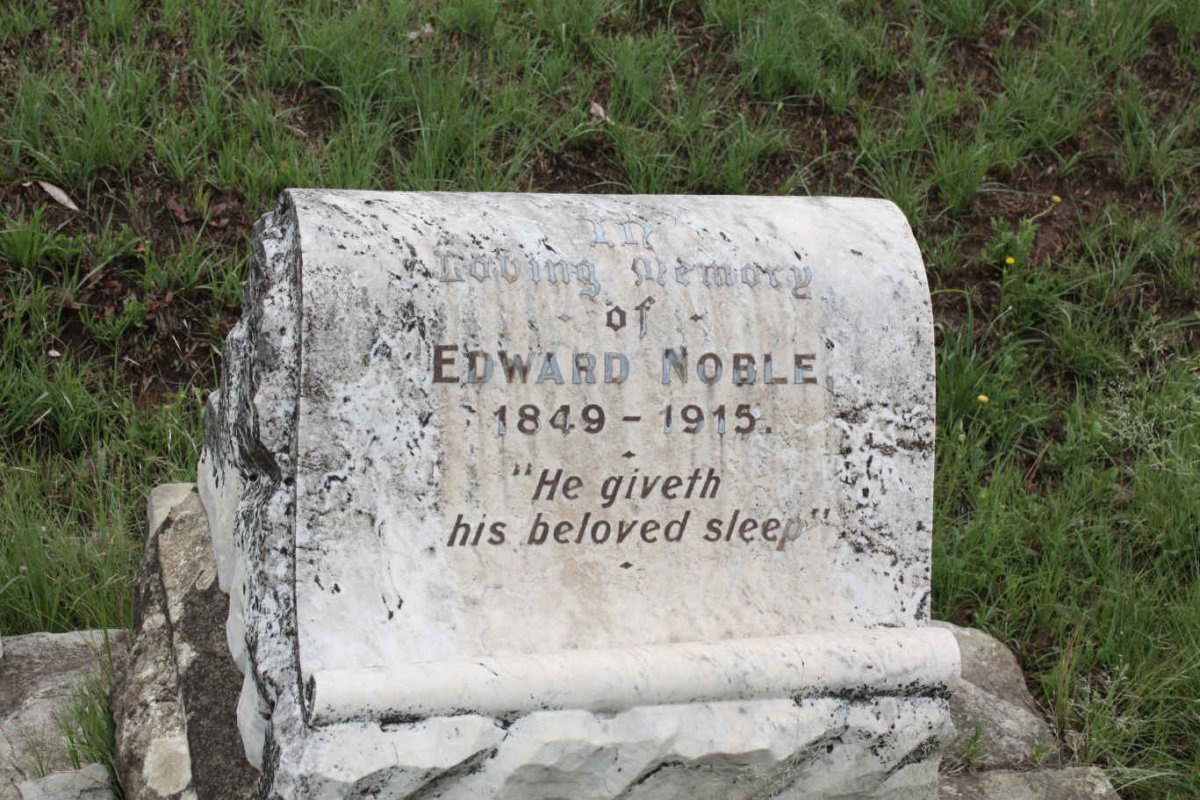 In
Loving Memory
of
EDWARD NOBLE,
1849 - 1915.
"He giveth
his beloved sleep"